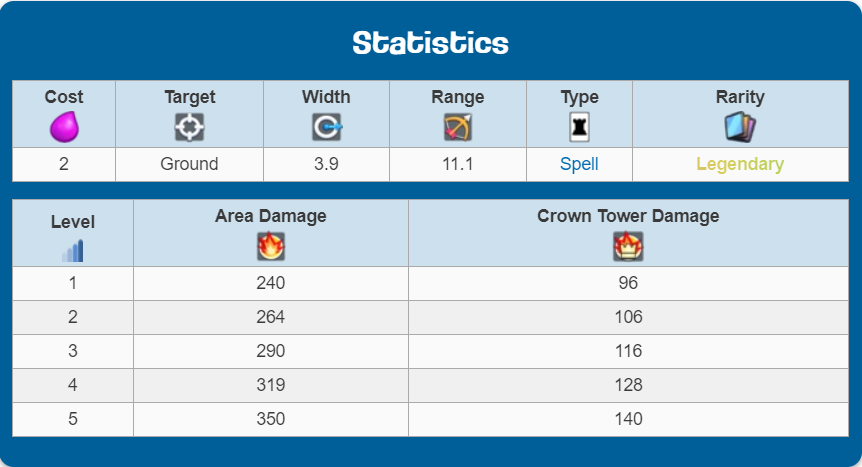 Statistics
Cost Target Width Range Type Rarity
2 Ground 3.9 11.1 Spell Legendary
Level Area Damage Crown Tower Damage
1 240 96
2 264 106
3 290 116
4 319 128
5 350 140